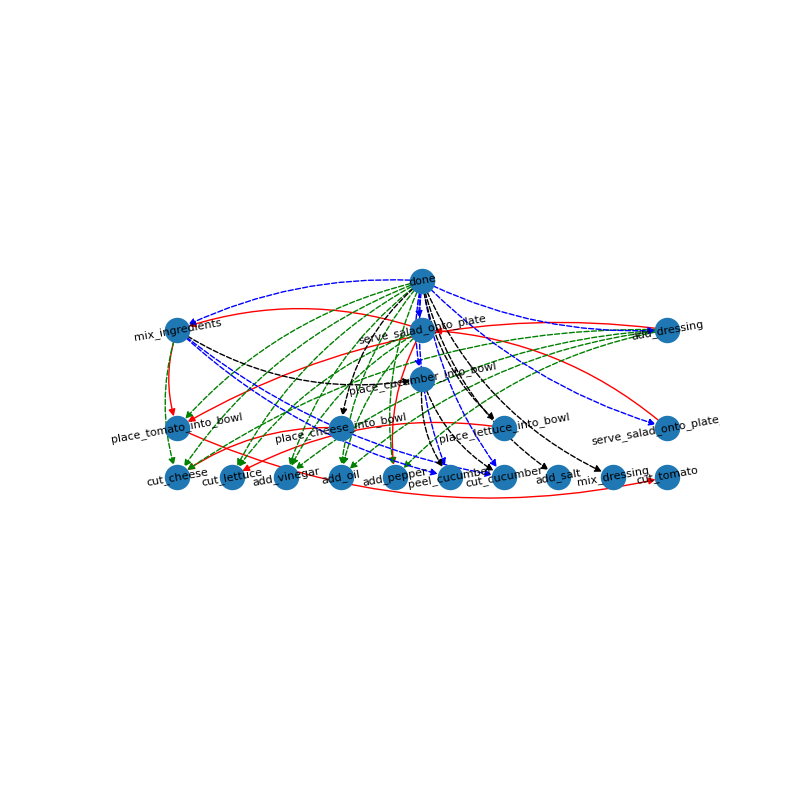 done
mix_ingredients
serve_salad_onto_plate
add_dressing
place_cucumber_into_bowl
place_tomato_into_bowl
place_cheese_into_bowl
place_lettuce_into_bowl
serve_salad_onto_plate
cut_cheese
cut_lettuce
add_vinegar
add_oil
add_pepper
peel_cucumber
cut_cucumber
add_salt
mix_dressing
cut_tomato